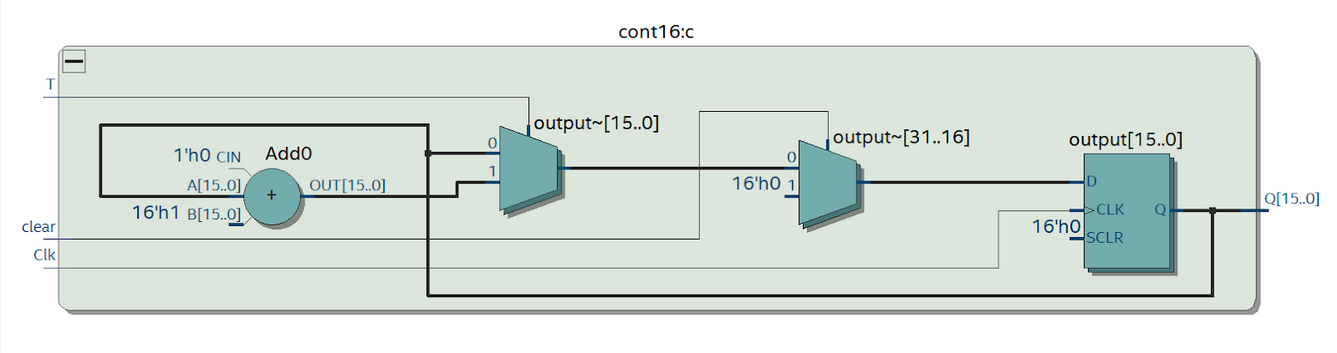 cont16:c
T
output~[15..0]
output~[31..16]
output[15..0]
0
1'h0 CIN
Add0
0
1
16'h0 1
D
A[15..0]
+
OUT[15..0]
16'h1 B[15..0]
CLK
Q
Q[15..0]
clear
16'h0
SCLR
Clk